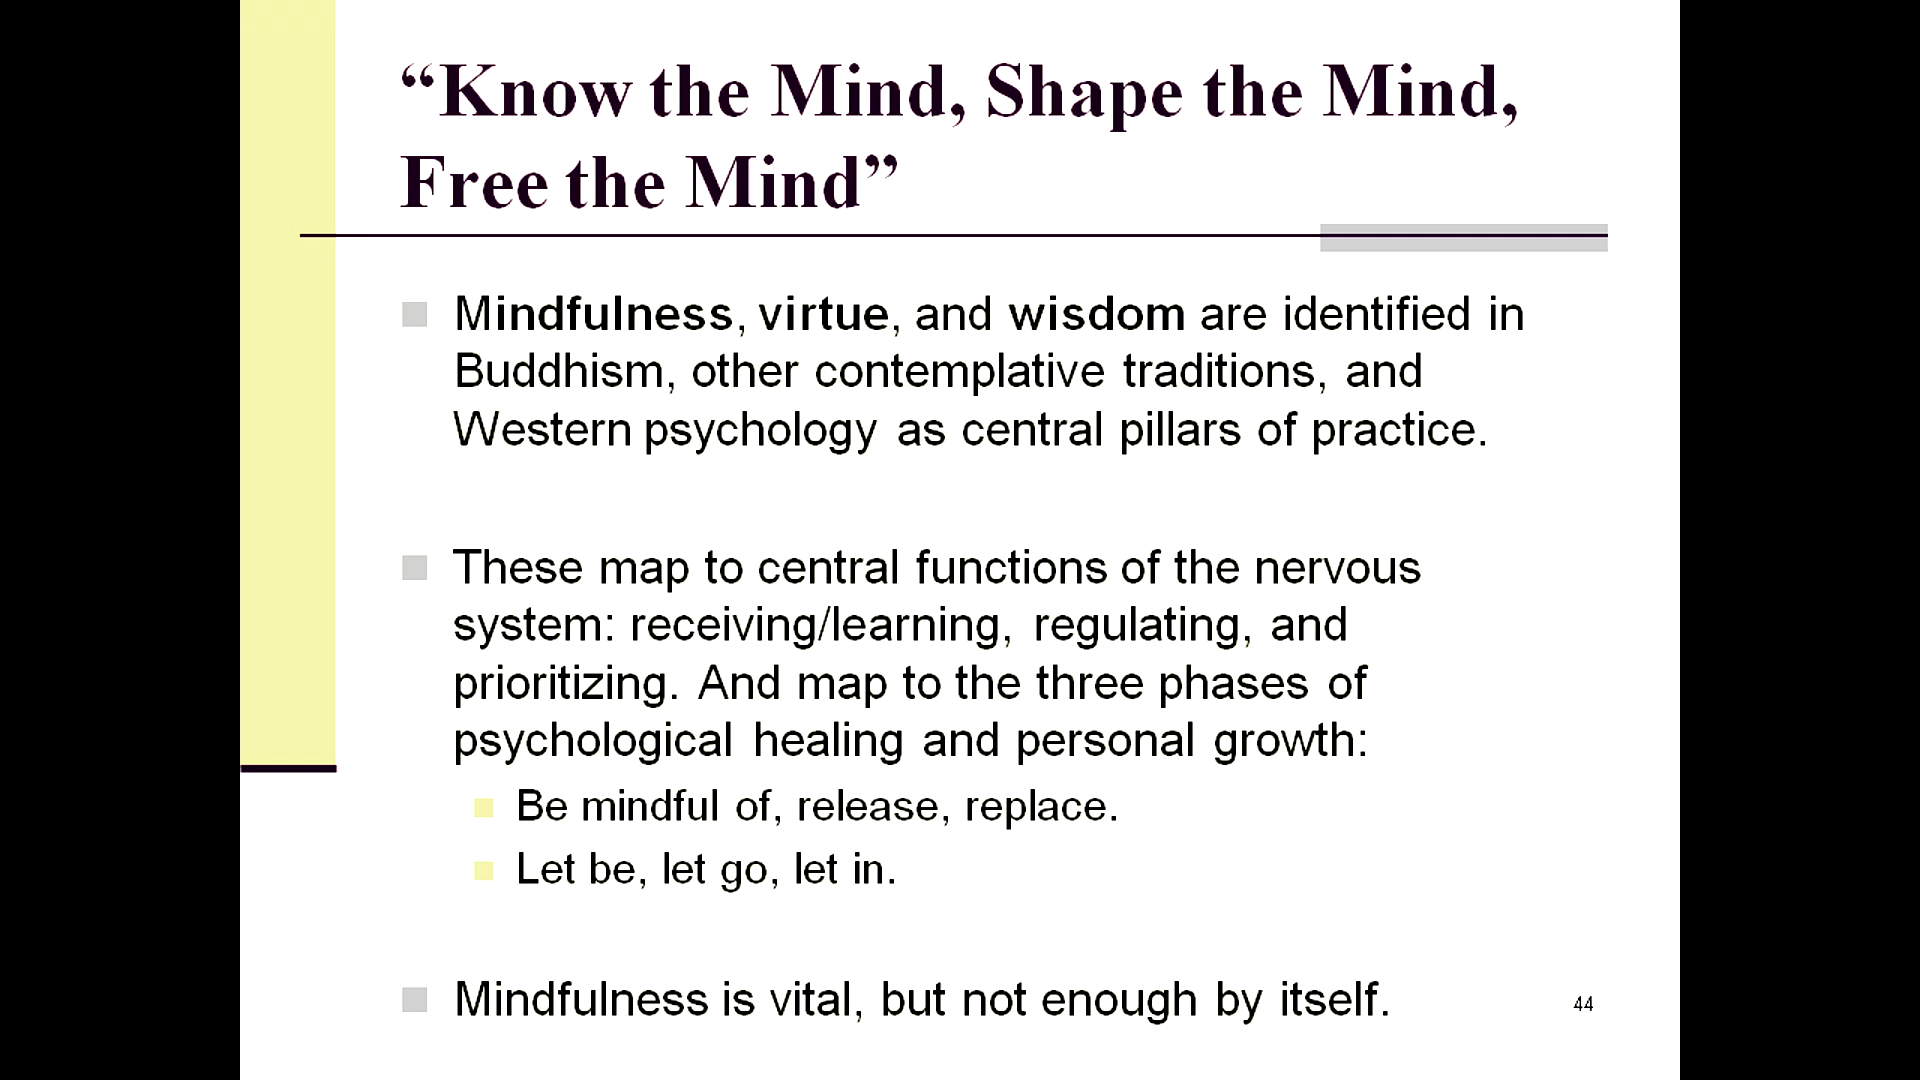 “Know the Mind, Shape the Mind,
Free the Mind”
Mindfulness, virtue, and wisdom are identified in
Buddhism, other contemplative traditions, and
Western psychology as central pillars of practice.
These map to central functions of the nervous
system: receiving/learning, regulating, and
prioritizing. And map to the three phases of
psychological healing and personal growth:
Be mindful of, release, replace.
Let be, let go, let in.
Mindfulness is vital, but not enough by itself.
44